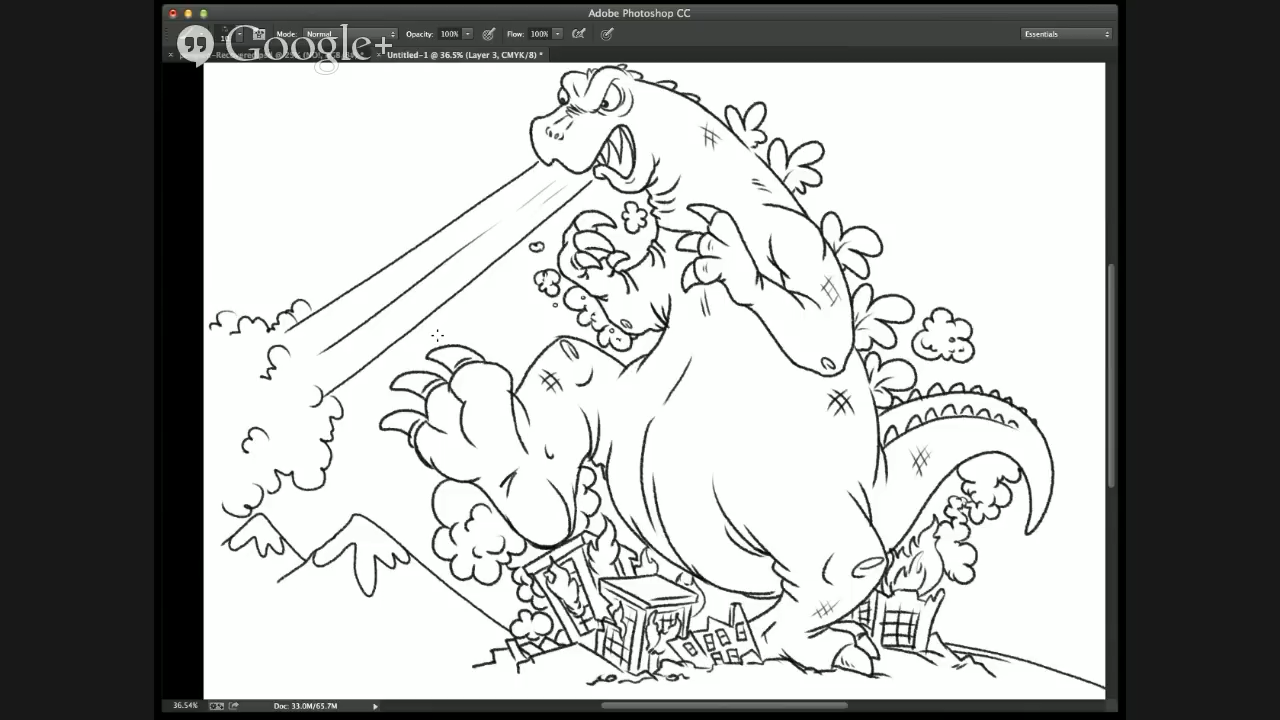 Adobe Photoshop CC
Google+
Mode: Normal Opacity: 100% Flow: 100% Essentials
Untitled-1 @ 36.5% (Layer 3, CMYK/8) *
36.54% Doc: 33.0M/65.7M